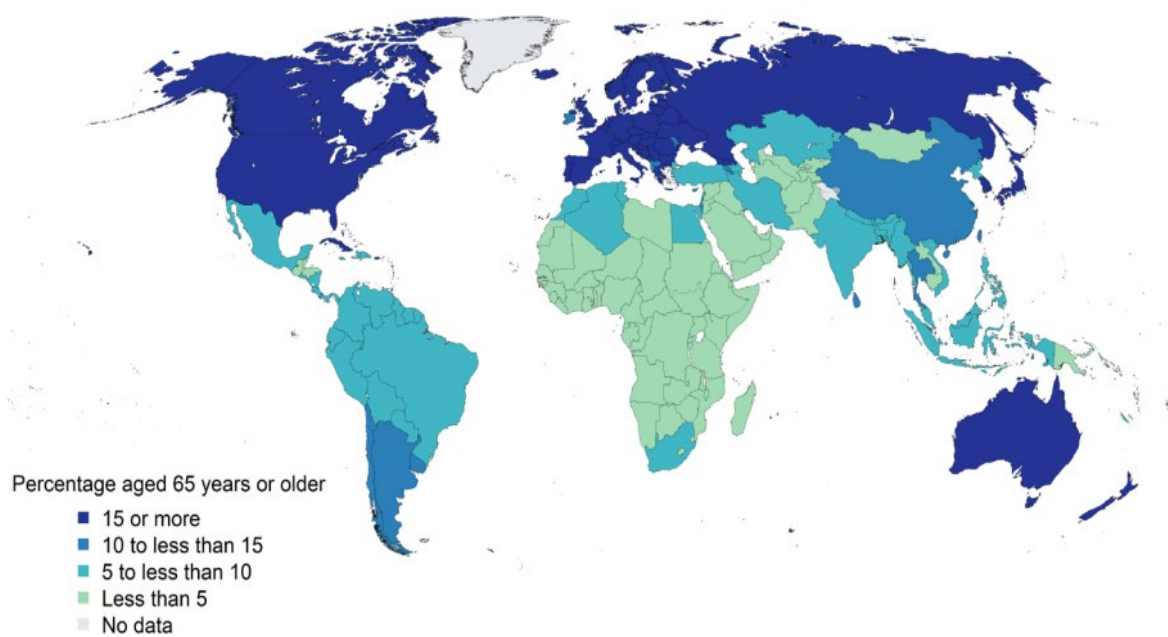 Percentage aged 65 years or older
15 or more
10 to less than 15
5 to less than 10
Less than 5
No data